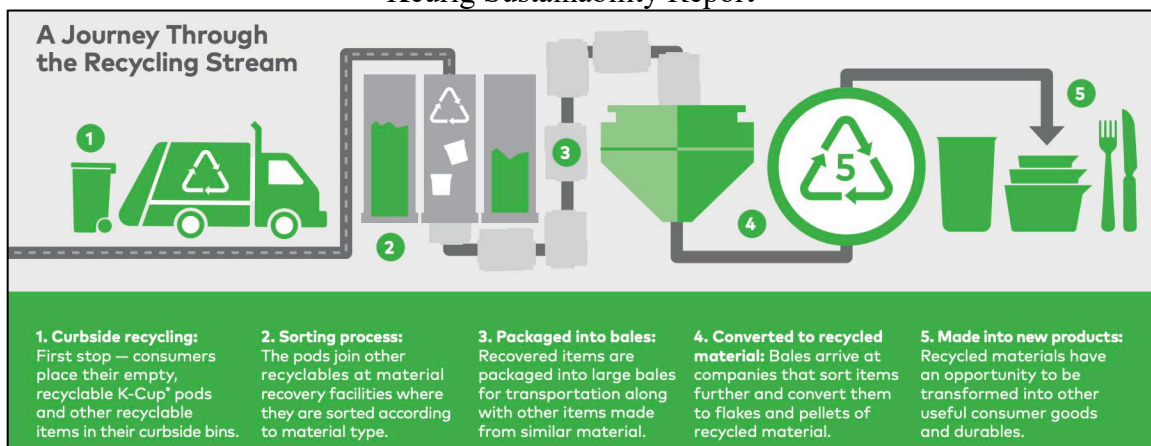 Keurig Sustainability Report
A Journey Through
the Recycling Stream
1
2
3
4
5
5
1. Curbside recycling:
First stop — consumers
place their empty,
recyclable K-Cup® pods
and other recyclable
items in their curbside bins.
2. Sorting process:
The pods join other
recyclables at material
recovery facilities where
they are sorted according
to material type.
3. Packaged into bales:
Recovered items are
packaged into large bales
for transportation along
with other items made
from similar material.
4. Converted to recycled
material: Bales arrive at
companies that sort items
further and convert them
to flakes and pellets of
recycled material.
5. Made into new products:
Recycled materials have
an opportunity to be
transformed into other
useful consumer goods
and durables.